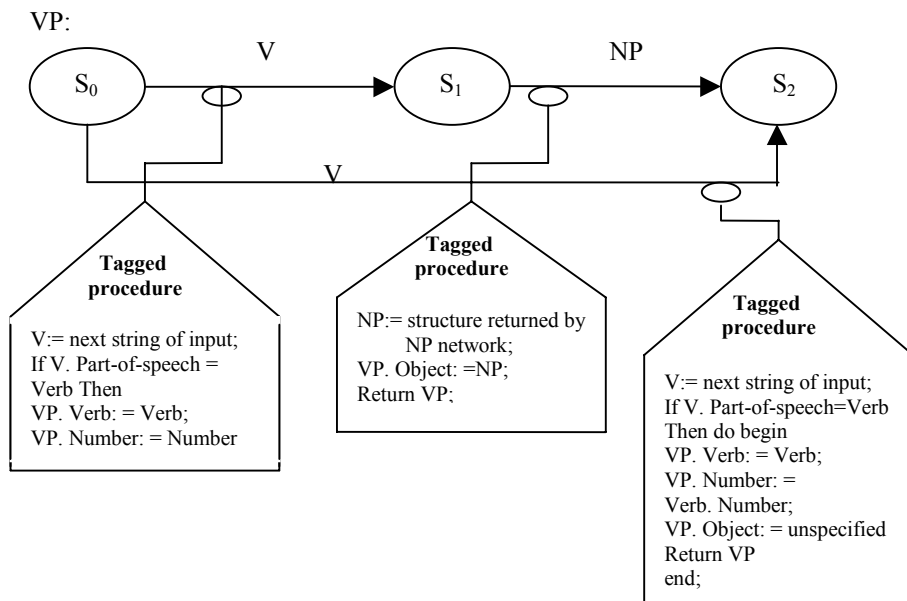 VP:
V
NP
S0
S1
S2
V
Tagged
procedure
V:= next string of input;
If V. Part-of-speech =
Verb Then
VP. Verb: = Verb;
VP. Number: = Number
Tagged
procedure
NP:= structure returned by
NP network;
VP. Object: =NP;
Return VP;
Tagged
procedure
V:= next string of input;
If V. Part-of-speech=Verb
Then do begin
VP. Verb: = Verb;
VP. Number: =
Verb. Number;
VP. Object: = unspecified
Return VP
end;